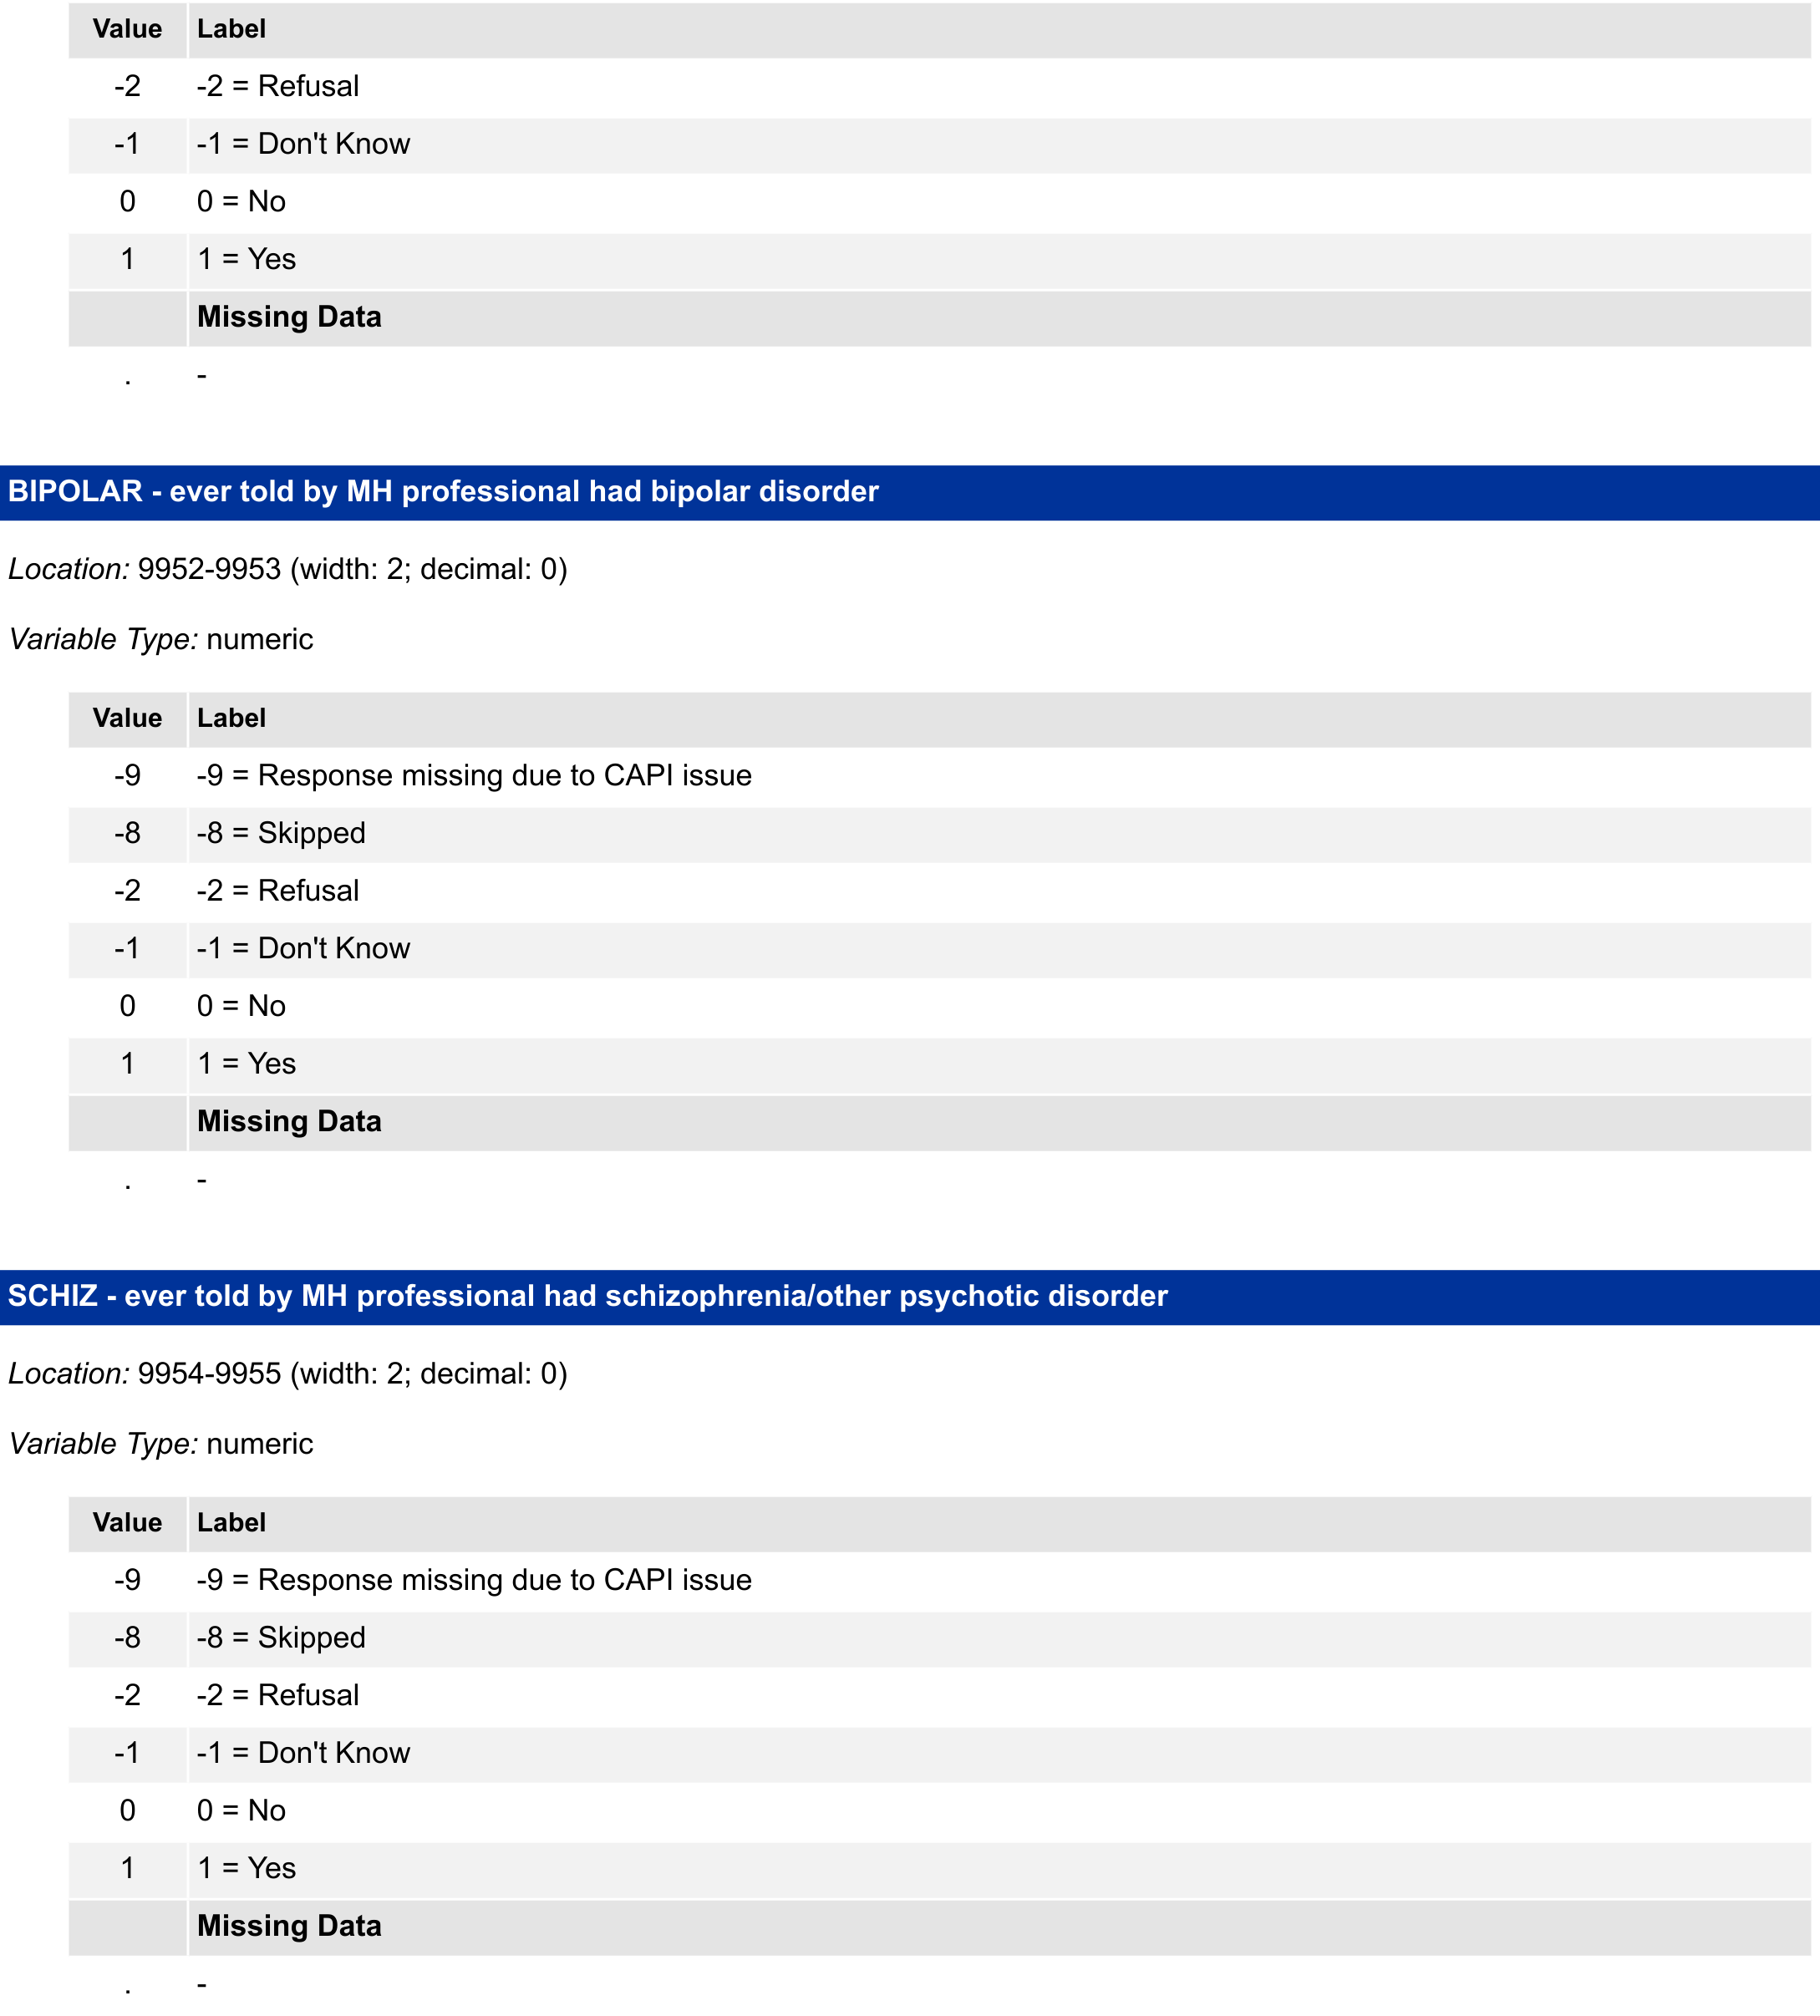 Value Label
-2 -2 = Refusal
-1 -1 = Don't Know
0 0 = No
1 1 = Yes
Missing Data
. -
BIPOLAR - ever told by MH professional had bipolar disorder
Location: 9952-9953 (width: 2; decimal: 0)
Variable Type: numeric
Value Label
-9 -9 = Response missing due to CAPI issue
-8 -8 = Skipped
-2 -2 = Refusal
-1 -1 = Don't Know
0 0 = No
1 1 = Yes
Missing Data
. -
SCHIZ - ever told by MH professional had schizophrenia/other psychotic disorder
Location: 9954-9955 (width: 2; decimal: 0)
Variable Type: numeric
Value Label
-9 -9 = Response missing due to CAPI issue
-8 -8 = Skipped
-2 -2 = Refusal
-1 -1 = Don't Know
0 0 = No
1 1 = Yes
Missing Data
. -